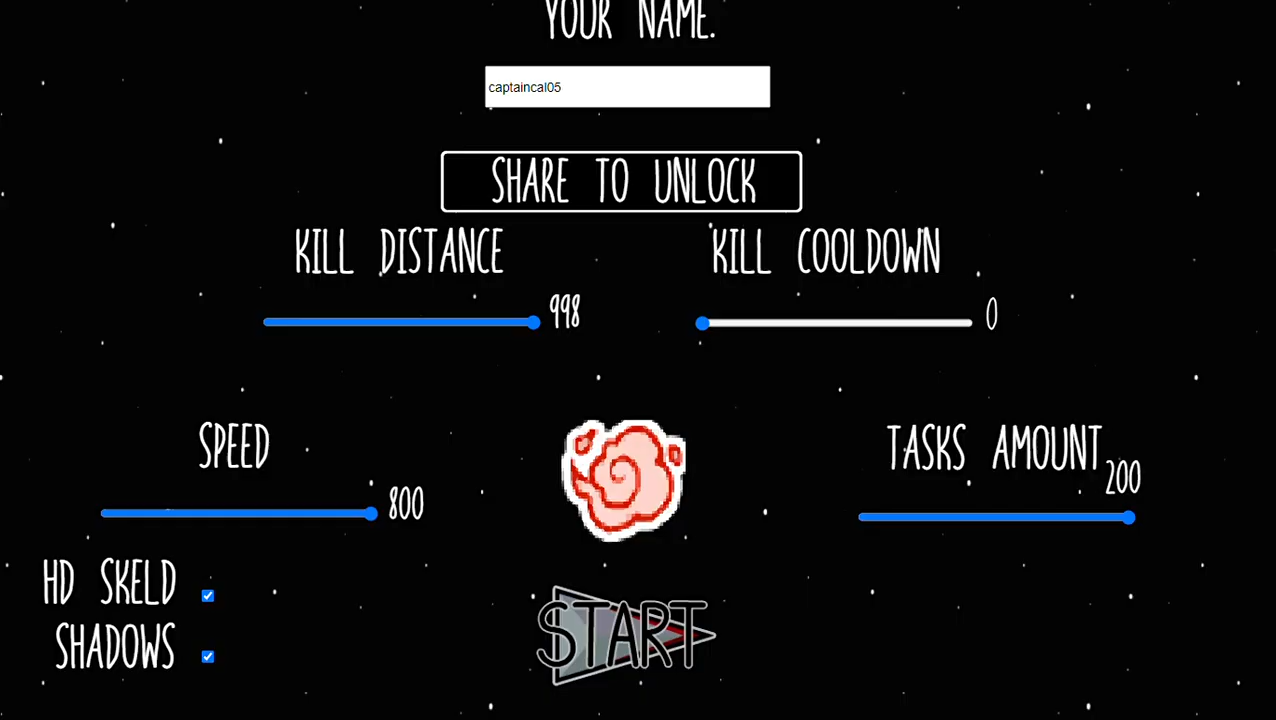 YOUR NAME.
captaincal05
SHARE TO UNLOCK
KILL DISTANCE
998
KILL COOLDOWN
0
SPEED
800
TASKS AMOUNT
200
HD SKELD
SHADOWS
START